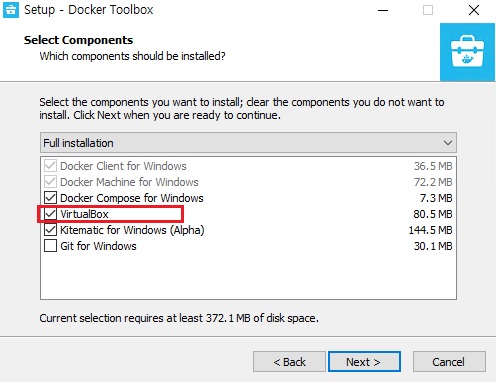 Setup - Docker Toolbox
Select Components
Which components should be installed?
Select the components you want to install; clear the components you do not want to
install. Click Next when you are ready to continue.
Full installation
Docker Client for Windows 36.5 MB
Docker Machine for Windows 72.2 MB
Docker Compose for Windows 7.3 MB
VirtualBox 80.5 MB
Kitematic for Windows (Alpha) 144.5 MB
Git for Windows 30.1 MB
Current selection requires at least 372.1 MB of disk space.
< Back Next > Cancel